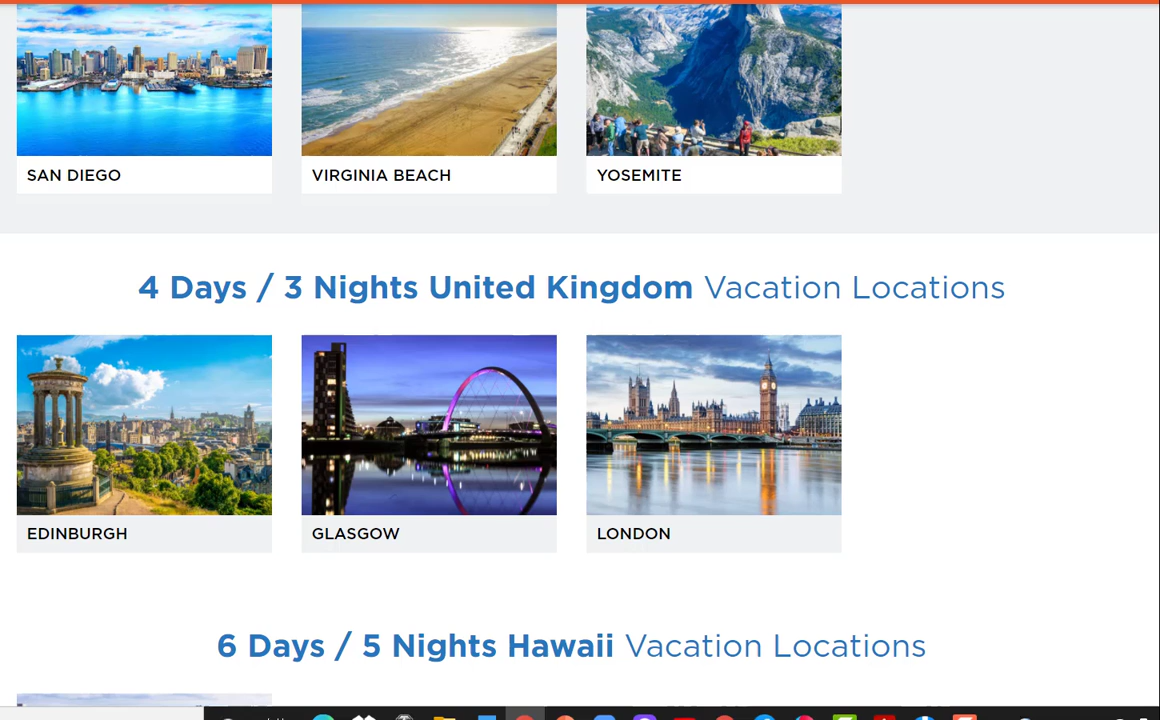 SAN DIEGO
VIRGINIA BEACH
YOSEMITE
4 Days / 3 Nights United Kingdom Vacation Locations
EDINBURGH
GLASGOW
LONDON
6 Days / 5 Nights Hawaii Vacation Locations